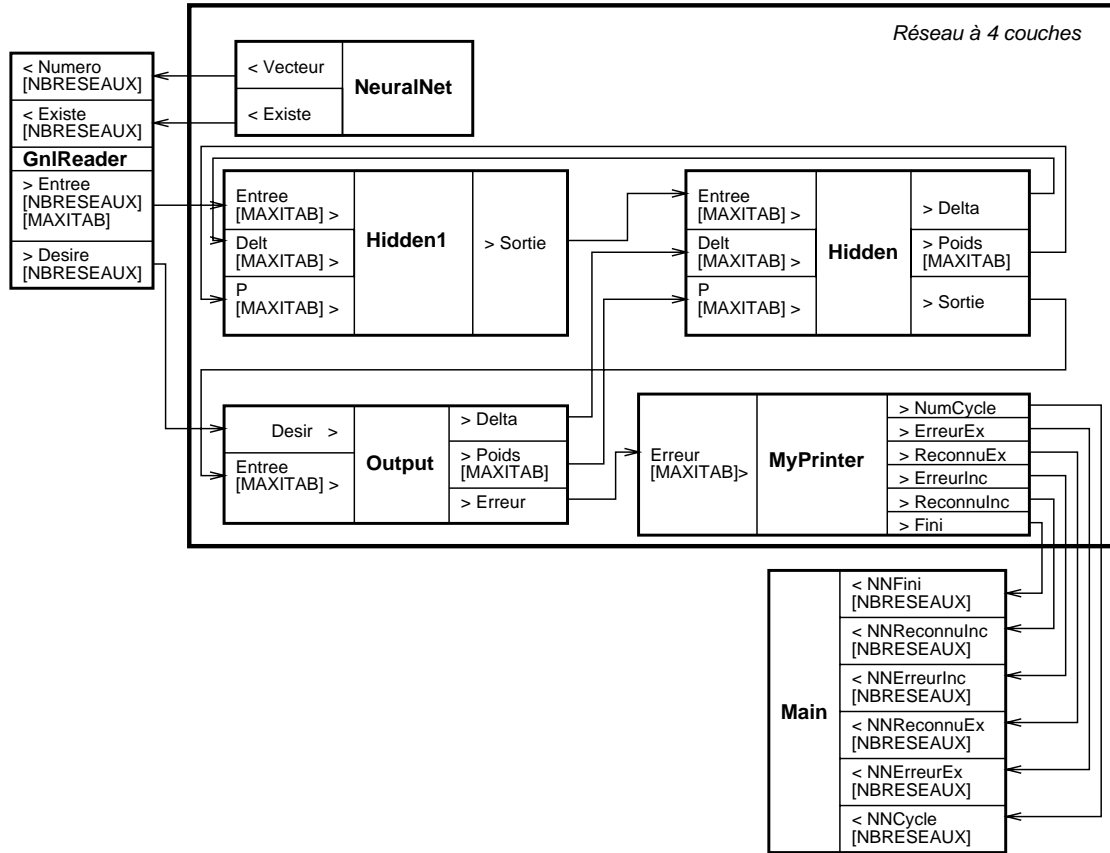 Réseau à 4 couches
< Numero
[NBRESEAUX]
< Existe
[NBRESEAUX]
GnlReader
> Entree
[NBRESEAUX]
[MAXITAB]
> Desire
[NBRESEAUX]
< Vecteur
< Existe
NeuralNet
Entree
[MAXITAB] >
Delt
[MAXITAB] >
P
[MAXITAB] >
Hidden1
> Sortie
Entree
[MAXITAB] >
Delt
[MAXITAB] >
P
[MAXITAB] >
Hidden
> Delta
> Poids
[MAXITAB]
> Sortie
Desir >
Entree
[MAXITAB] >
Output
> Delta
> Poids
[MAXITAB]
> Erreur
Erreur
[MAXITAB]>
MyPrinter
> NumCycle
> ErreurEx
> ReconnuEx
> ErreurInc
> ReconnuInc
> Fini
Main
< NNFini
[NBRESEAUX]
< NNReconnuInc
[NBRESEAUX]
< NNErreurInc
[NBRESEAUX]
< NNReconnuEx
[NBRESEAUX]
< NNErreurEx
[NBRESEAUX]
< NNCycle
[NBRESEAUX]